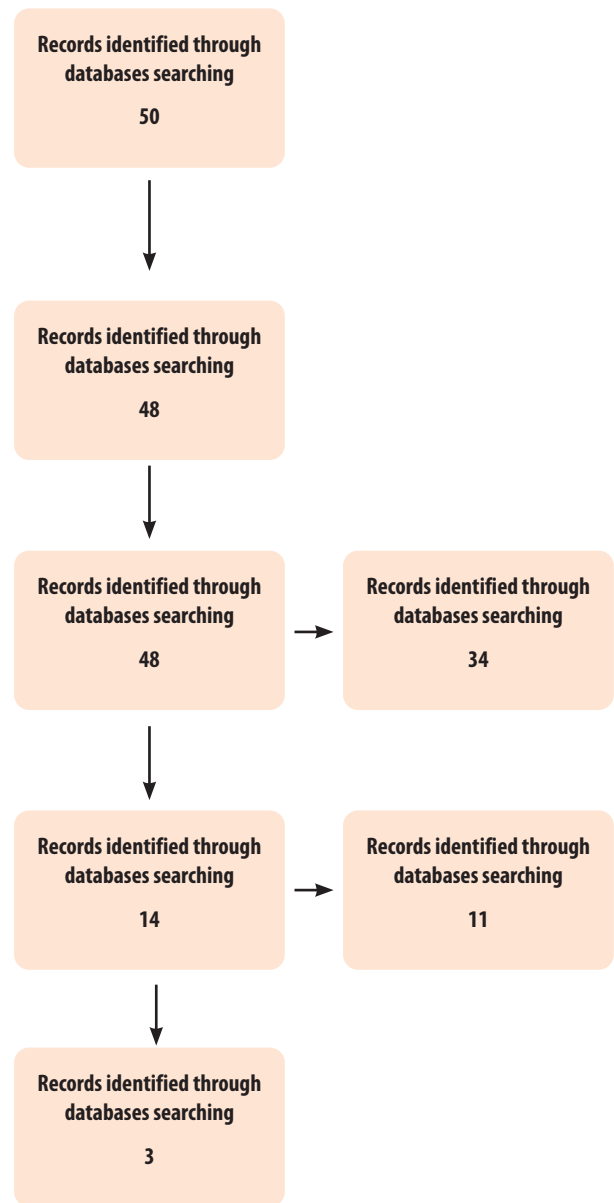 Records identified through
databases searching
50
Records identified through
databases searching
48
Records identified through
databases searching
48
Records identified through
databases searching
34
Records identified through
databases searching
14
Records identified through
databases searching
11
Records identified through
databases searching
3